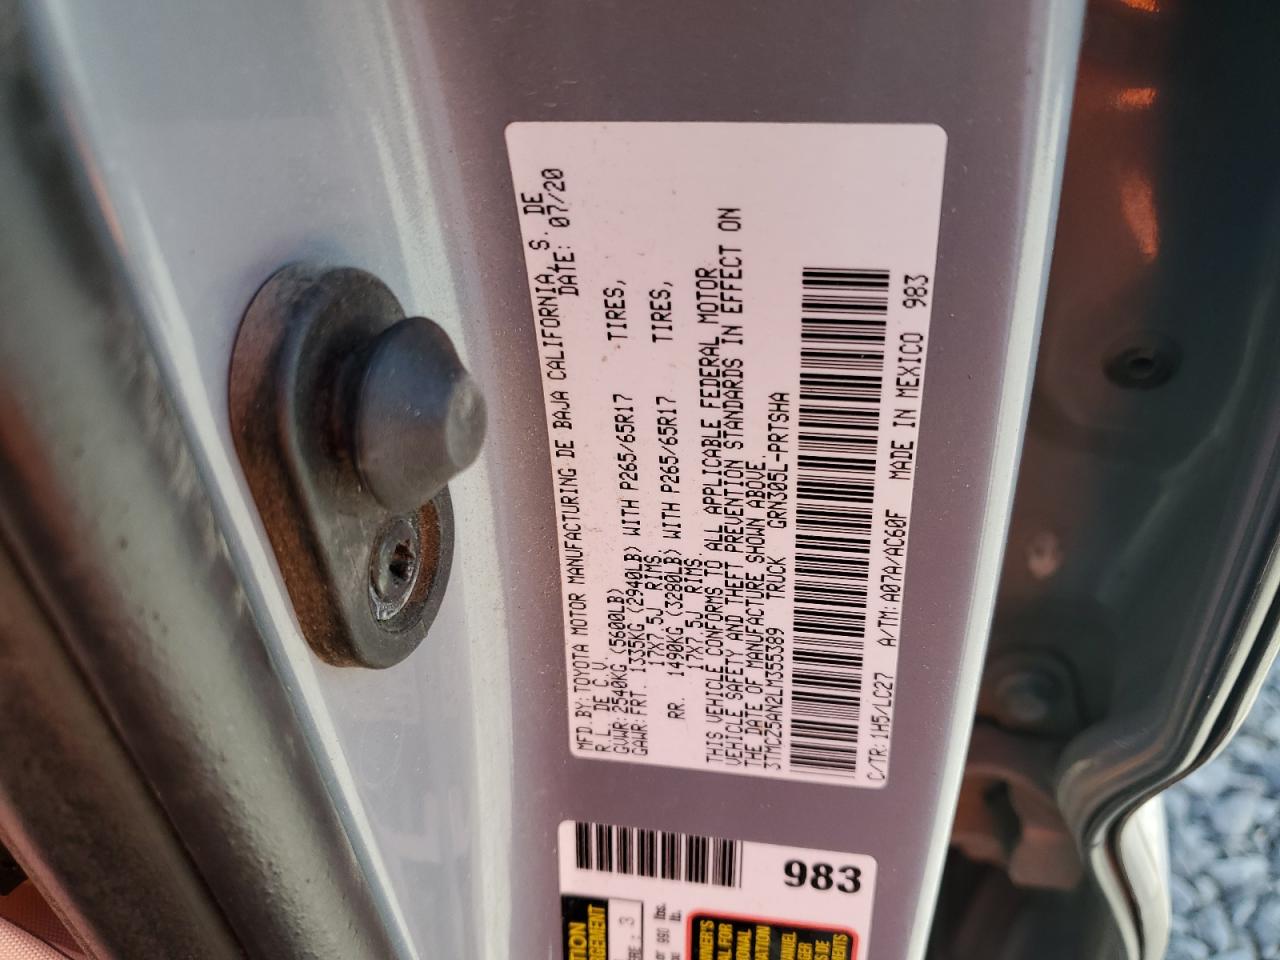 MFD.BY:TOYOTA MOTOR MANUFACTURING DE BAJA CALIFORNIA, S. DE
R.L. DE C.V. DATE: 07/20
GVWR:2540KG (5600LB)
GAWR:FRT. 1335KG (2940LB) WITH P265/65R17 TIRES,
17X7.5J RIMS,
RR. 1490KG (3280LB) WITH P265/65R17 TIRES,
17X7.5J RIMS.
THIS VEHICLE CONFORMS TO ALL APPLICABLE FEDERAL MOTOR
VEHICLE SAFETY AND THEFT PREVENTION STANDARDS IN EFFECT ON
THE DATE OF MANUFACTURE SHOWN ABOVE.
3TMCZ5AN2LM355389 TRUCK GRN305L-PRTSHA
C/TR:1H5/LC27 A/TM:A07A/AC60F MADE IN MEXICO 983
983
3
990 lbs.